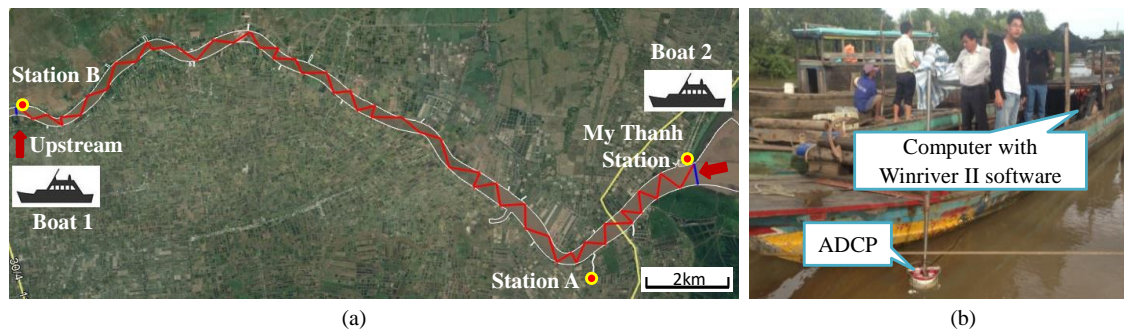 Station B
Upstream
Boat 1
Boat 2
My Thanh
Station
Station A
2km
Computer with
Winriver II software
ADCP
(a)
(b)